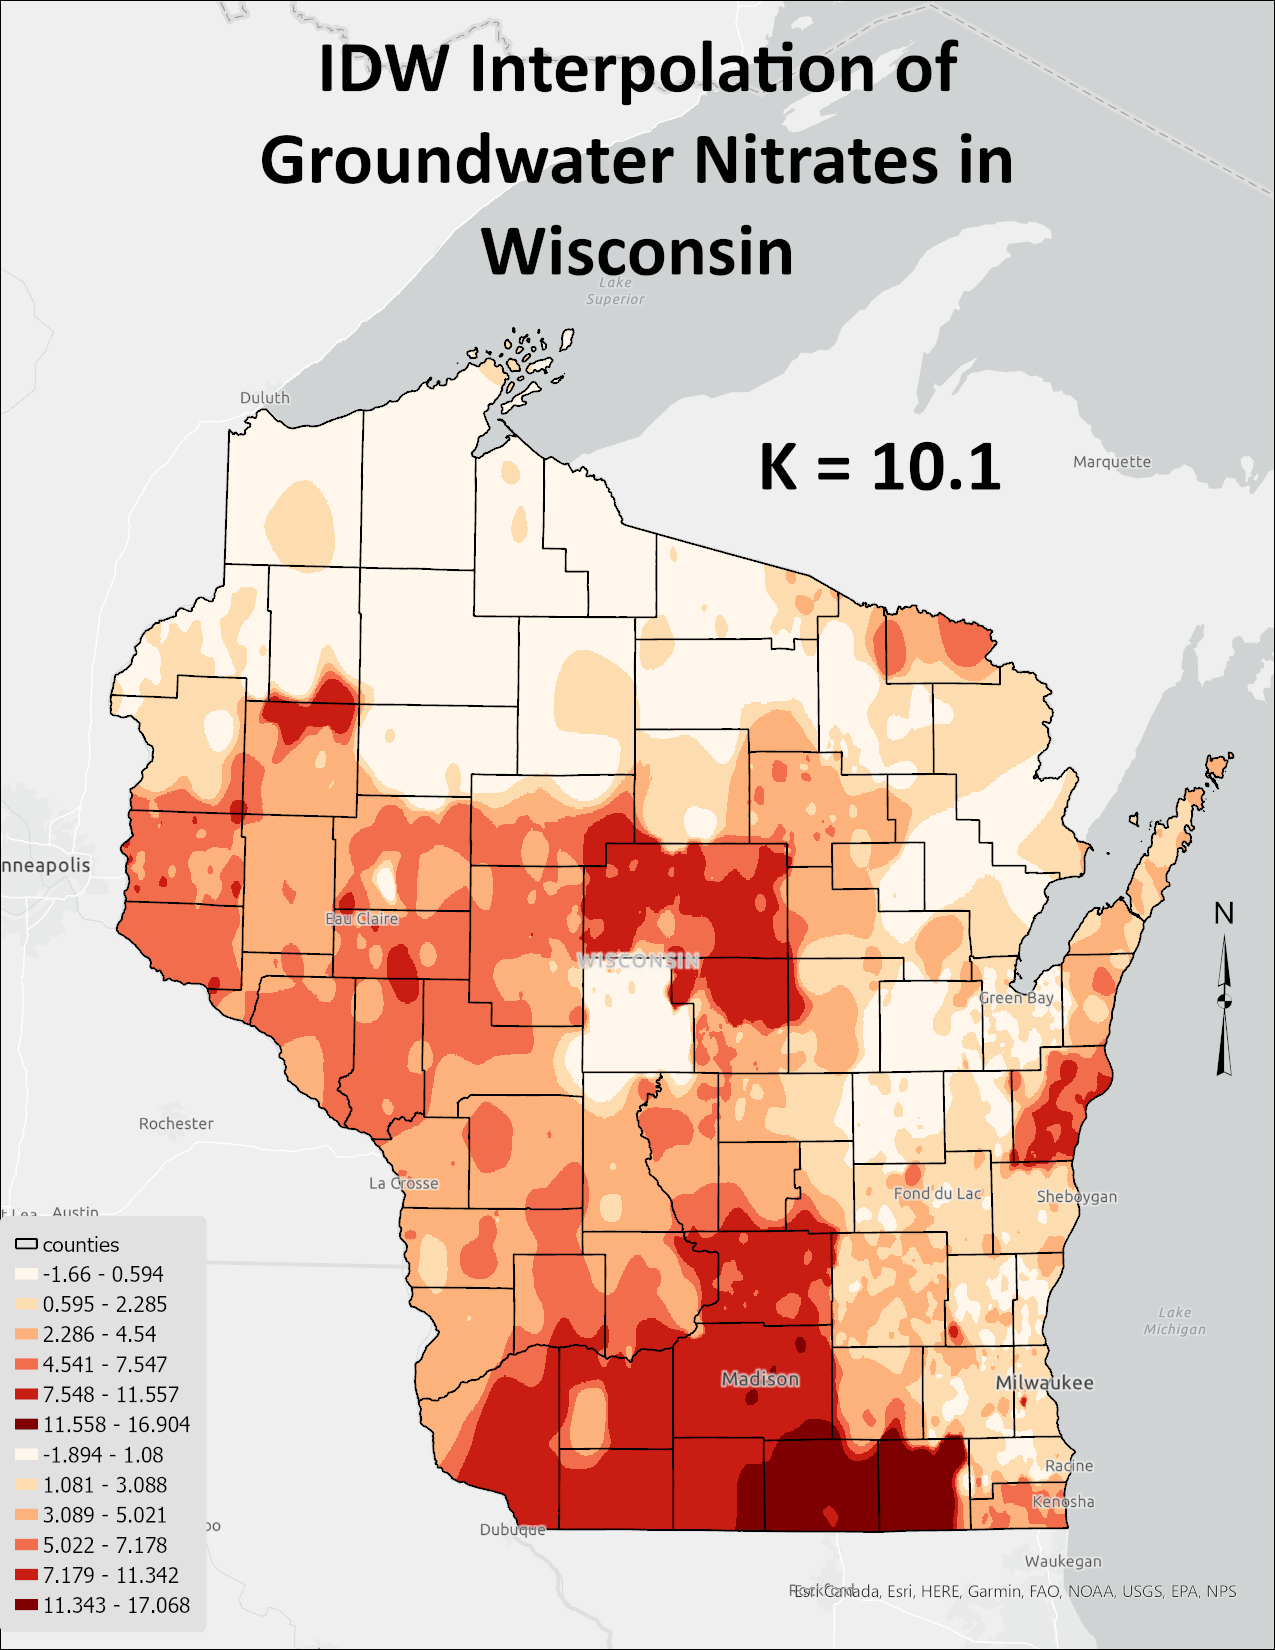 IDW Interpolation of
Groundwater Nitrates in
Wisconsin
Lake
Superior
Duluth
K = 10.1
Marquette
nneapolis
Eau Claire
N
WISCONSIN
Green Bay
Rochester
La Crosse
Fond du Lac
Sheboygan
t Lea
Austin
counties
-1.66 - 0.594
0.595 - 2.285
2.286 - 4.54
4.541 - 7.547
7.548 - 11.557
11.558 - 16.904
-1.894 - 1.08
1.081 - 3.088
3.089 - 5.021
5.022 - 7.178
7.179 - 11.342
11.343 - 17.068
Lake
Michigan
Madison
Milwaukee
Racine
Kenosha
oo
Dubuque
Waukegan
Rockford
Esri Canada, Esri, HERE, Garmin, FAO, NOAA, USGS, EPA, NPS